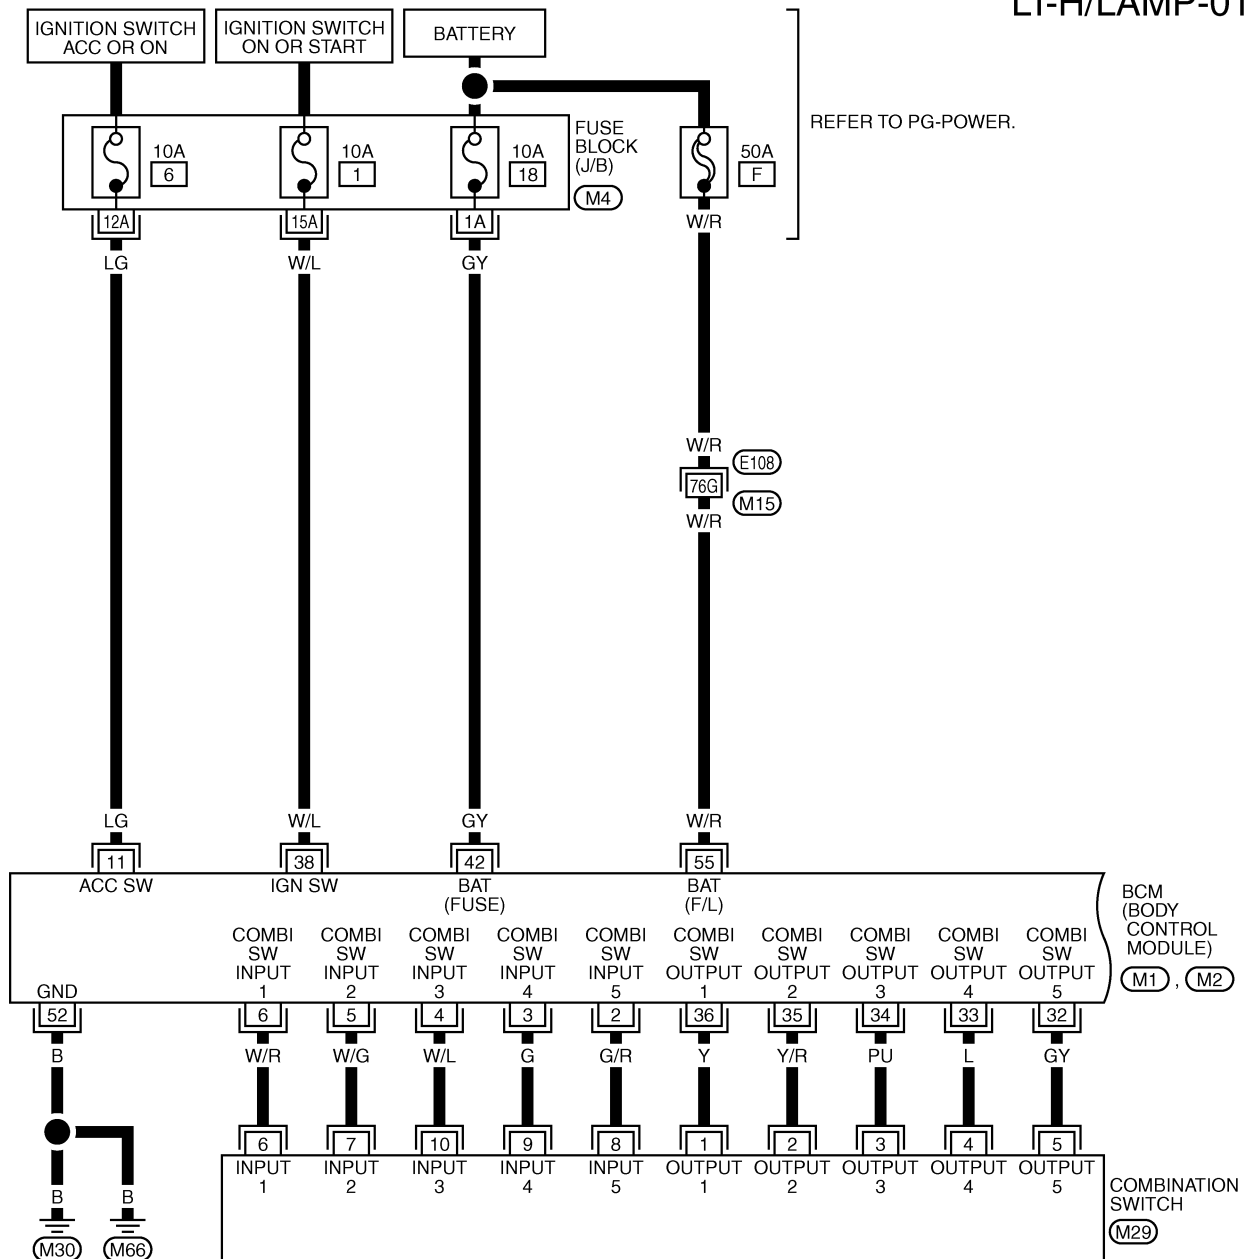 LT-H/LAMP-01
IGNITION SWITCH
ACC OR ON
IGNITION SWITCH
ON OR START
BATTERY
REFER TO PG-POWER.
10A
6
10A
1
10A
18
FUSE
BLOCK
(J/B)
M4
50A
F
12A
15A
1A
W/R
LG
W/L
GY
W/R
E108
76G
M15
W/R
LG
W/L
GY
W/R
11
38
42
55
ACC SW
IGN SW
BAT
(FUSE)
BAT
(F/L)
BCM
(BODY
CONTROL
MODULE)
M1 , M2
COMBI
SW
INPUT
1
COMBI
SW
INPUT
2
COMBI
SW
INPUT
3
COMBI
SW
INPUT
4
COMBI
SW
INPUT
5
COMBI
SW
OUTPUT
1
COMBI
SW
OUTPUT
2
COMBI
SW
OUTPUT
3
COMBI
SW
OUTPUT
4
COMBI
SW
OUTPUT
5
GND
52
6
5
4
3
2
36
35
34
33
32
B
W/R
W/G
W/L
G
G/R
Y
Y/R
PU
L
GY
6
7
10
9
8
1
2
3
4
5
INPUT
1
INPUT
2
INPUT
3
INPUT
4
INPUT
5
OUTPUT
1
OUTPUT
2
OUTPUT
3
OUTPUT
4
OUTPUT
5
COMBINATION
SWITCH
M29
B
B
M30
M66